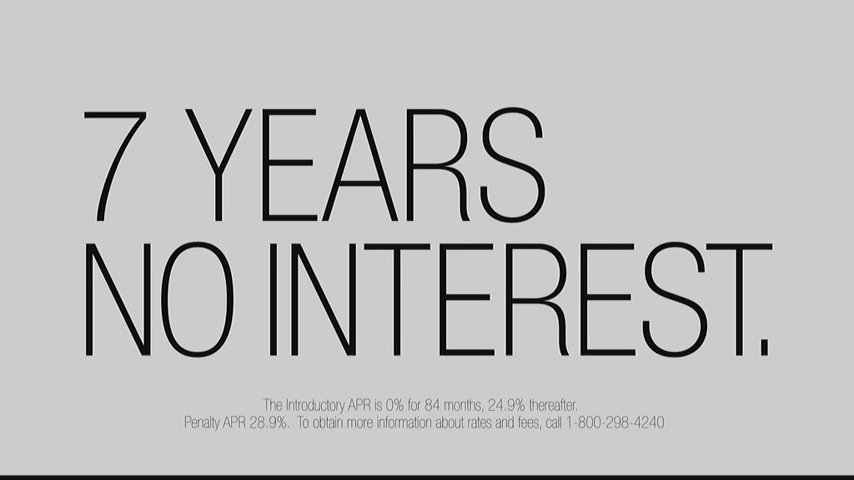 7 YEARS
NO INTEREST.
The Introductory APR is 0% for 84 months, 24.9% thereafter.
Penalty APR 28.9%. To obtain more information about rates and fees, call 1-800-298-4240